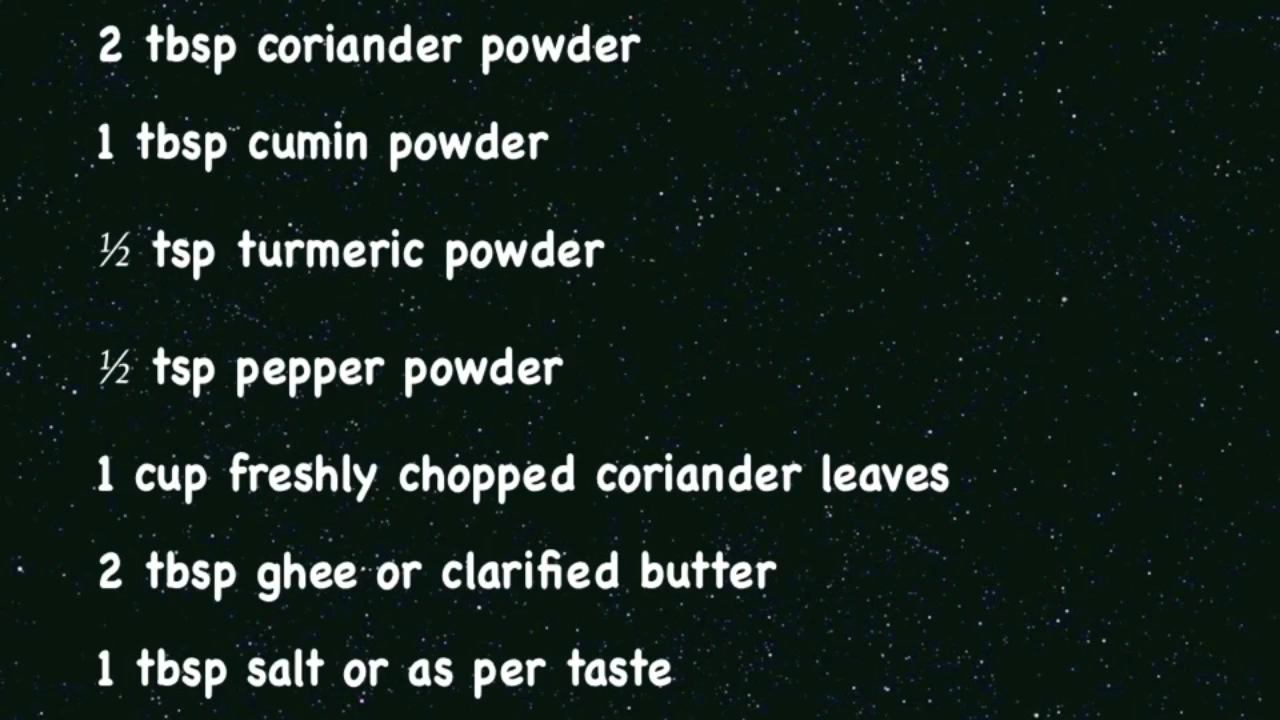 2 tbsp coriander powder
1 tbsp cumin powder
½ tsp turmeric powder
½ tsp pepper powder
1 cup freshly chopped coriander leaves
2 tbsp ghee or clarified butter
1 tbsp salt or as per taste